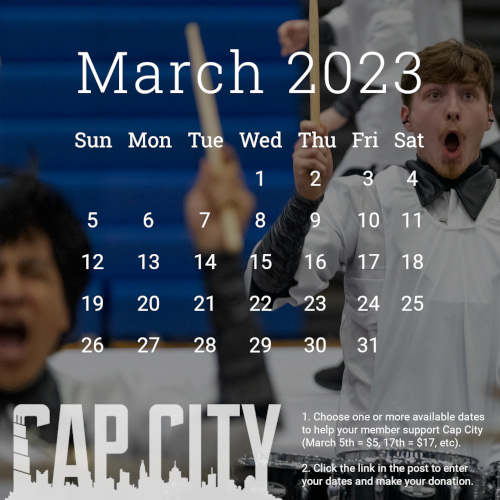 March 2023
Sun Mon Tue Wed Thu Fri Sat
1 2 3 4
5 6 7 8 9 10 11
12 13 14 15 16 17 18
19 20 21 22 23 24 25
26 27 28 29 30 31
CAP CITY
1. Choose one or more available dates
to help your member support Cap City
(March 5th = $5, 17th = $17, etc).
2. Click the link in the post to enter
your dates and make your donation.